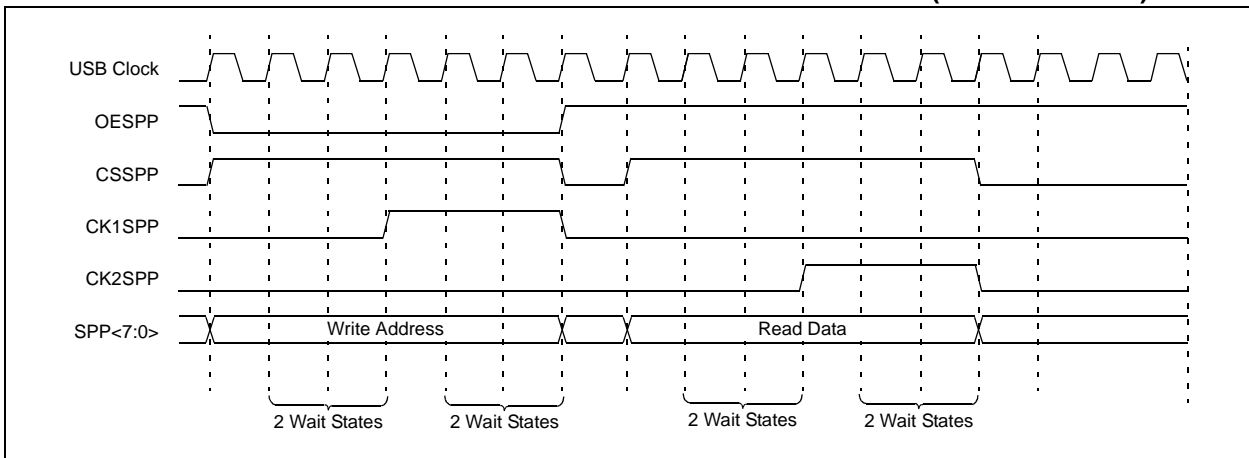 USB Clock
OESPP
CSSPP
CK1SPP
CK2SPP
SPP<7:0>
Write Address
Read Data
2 Wait States
2 Wait States
2 Wait States
2 Wait States